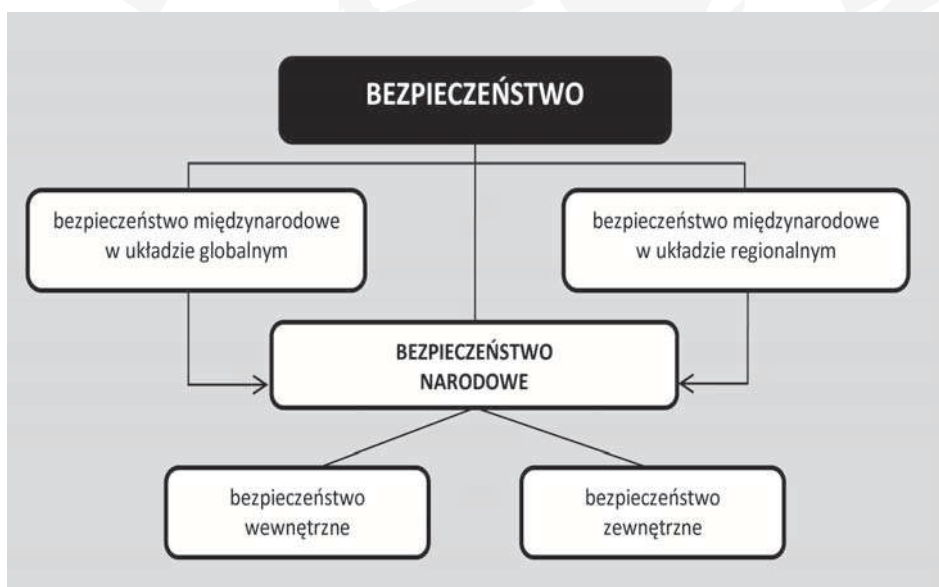 BEZPIECZEŃSTWO
bezpieczeństwo międzynarodowe
w układzie globalnym
bezpieczeństwo międzynarodowe
w układzie regionalnym
BEZPIECZEŃSTWO
NARODOWE
bezpieczeństwo
wewnętrzne
bezpieczeństwo
zewnętrzne